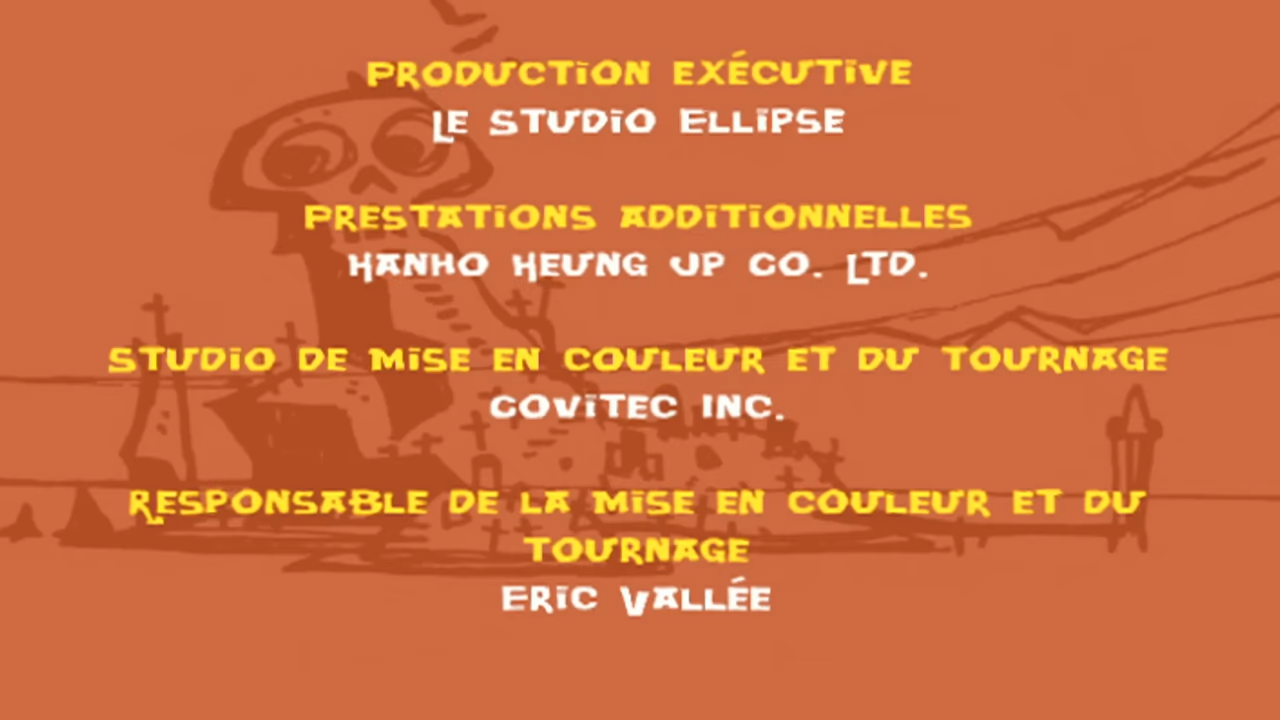 PRODUCTION EXÉCUTIVE
LE STUDIO ELLIPSE
PRESTATIONS ADDITIONNELLES
HANHO HEUNG UP CO. LTD.
STUDIO DE MISE EN COULEUR ET DU TOURNAGE
COVITEC INC.
RESPONSABLE DE LA MISE EN COULEUR ET DU
TOURNAGE
ERIC VALLÉE